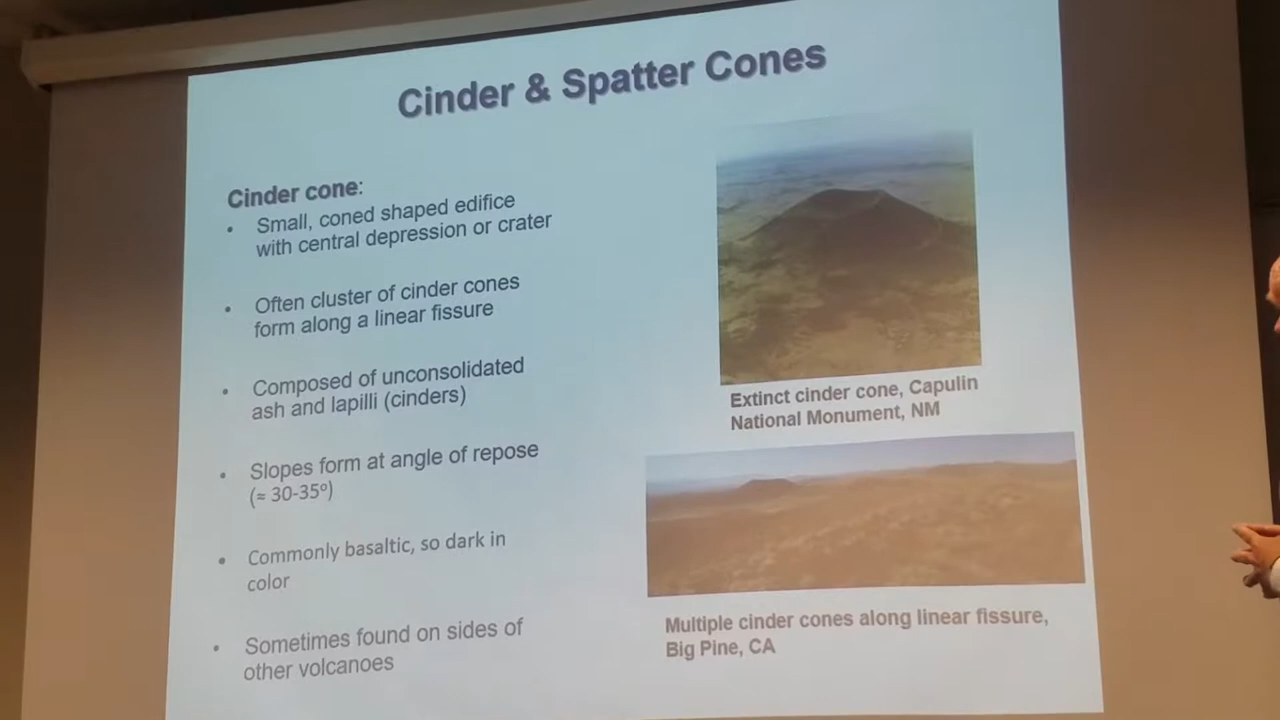 Cinder & Spatter Cones
Cinder cone:
• Small, coned shaped edifice
with central depression or crater
• Often cluster of cinder cones
form along a linear fissure
• Composed of unconsolidated
ash and lapilli (cinders)
• Slopes form at angle of repose
(≈ 30-35º)
• Commonly basaltic, so dark in
color
• Sometimes found on sides of
other volcanoes
Extinct cinder cone, Capulin
National Monument, NM
Multiple cinder cones along linear fissure,
Big Pine, CA